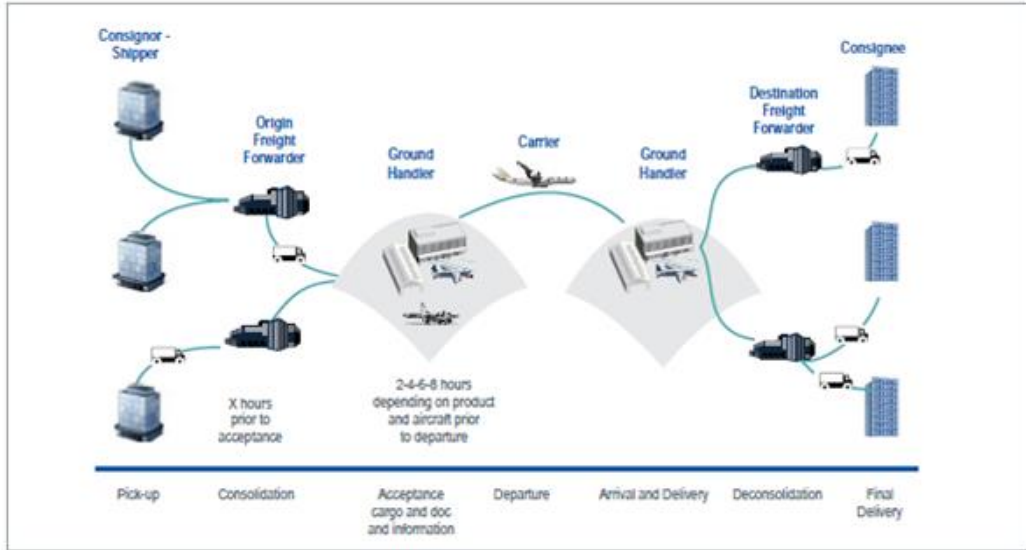 Consignor -
Shipper
Consignee
Destination
Freight
Forwarder
Origin
Freight
Forwarder
Carrier
Ground
Handler
Ground
Handler
X hours
prior to
acceptance
2-4-6-8 hours
depending on product
and aircraft prior
to departure
Pick-up
Consolidation
Acceptance
cargo and doc
and information
Departure
Arrival and Delivery
Deconsolidation
Final
Delivery